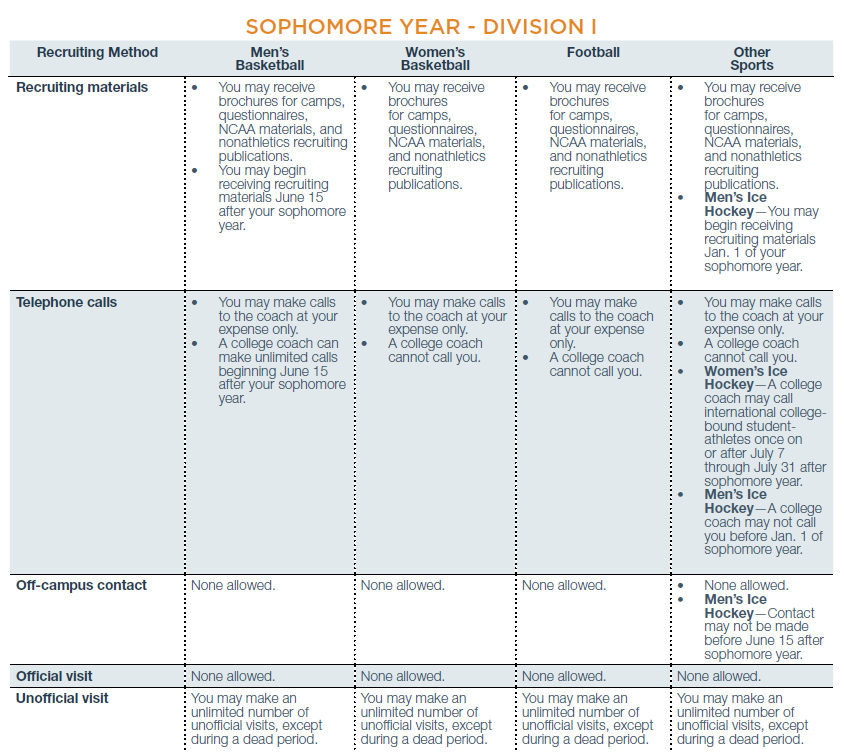 SOPHOMORE YEAR - DIVISION I
Recruiting Method
Men's
Basketball
Women's
Basketball
Football
Other
Sports
Recruiting materials
• You may receive
brochures for camps,
questionnaires,
NCAA materials, and
nonathletics recruiting
publications.
• You may begin
receiving recruiting
materials June 15
after your sophomore
year.
• You may receive
brochures
for camps,
questionnaires,
NCAA materials,
and nonathletics
recruiting
publications.
• You may receive
brochures
for camps,
questionnaires,
NCAA materials,
and nonathletics
recruiting
publications.
• You may receive
brochures
for camps,
questionnaires,
NCAA materials,
and nonathletics
recruiting
publications.
• Men's Ice
Hockey—You may
begin receiving
recruiting materials
Jan. 1 of your
sophomore year.
Telephone calls
• You may make calls
to the coach at your
expense only.
• A college coach can
make unlimited calls
beginning June 15
after your sophomore
year.
• You may make calls
to the coach at your
expense only.
• A college coach
cannot call you.
• You may make
calls to the coach
at your expense
only.
• A college coach
cannot call you.
• You may make calls
to the coach at your
expense only.
• A college coach
cannot call you.
• Women's Ice
Hockey—A college
coach may call
international college-
bound student-
athletes once on
or after July 7
through July 31 after
sophomore year.
• Men's Ice
Hockey—A college
coach may not call
you before Jan. 1 of
sophomore year.
Off-campus contact
None allowed.
None allowed.
None allowed.
• None allowed.
• Men's Ice
Hockey—Contact
may not be made
before June 15 after
sophomore year.
Official visit
None allowed.
None allowed.
None allowed.
None allowed.
Unofficial visit
You may make an
unlimited number of
unofficial visits, except
during a dead period.
You may make an
unlimited number of
unofficial visits, except
during a dead period.
You may make an
unlimited number of
unofficial visits, except
during a dead period.
You may make an
unlimited number of
unofficial visits, except
during a dead period.